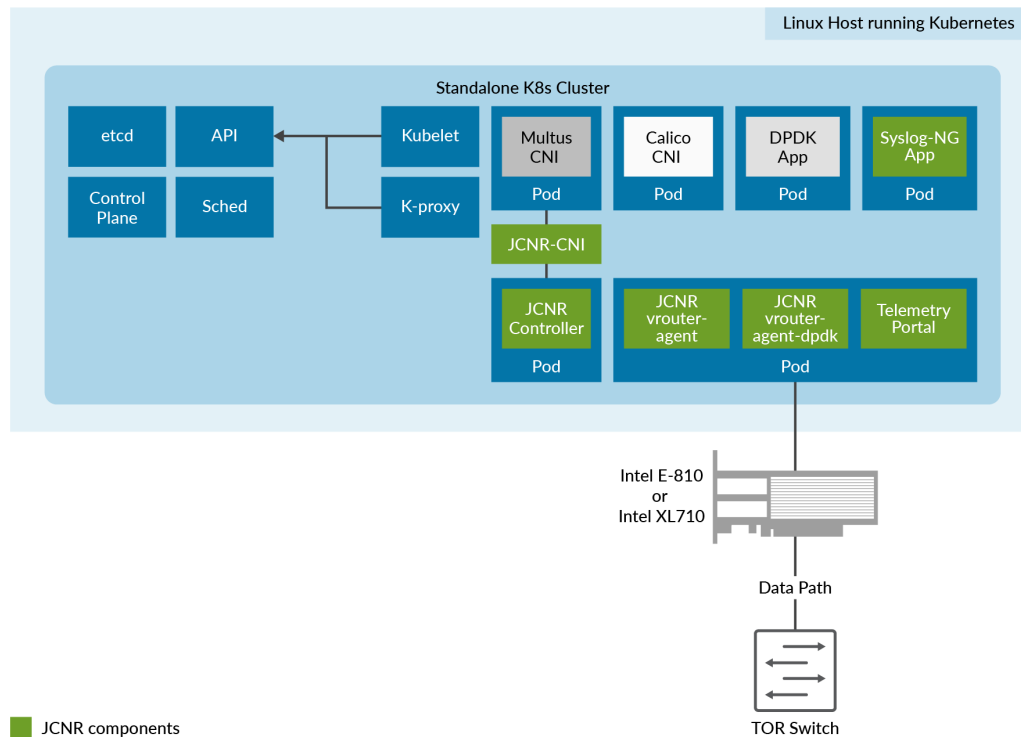 Linux Host running Kubernetes
Standalone K8s Cluster
etcd
API
Kubelet
Multus
CNI
Pod
Calico
CNI
Pod
DPDK
App
Pod
Syslog-NG
App
Pod
Control
Plane
Sched
K-proxy
JCNR-CNI
JCNR
Controller
Pod
JCNR
vrouter-
agent
JCNR
vrouter-
agent-dpdk
Telemetry
Portal
Pod
Intel E-810
or
Intel XL710
Data Path
TOR Switch
JCNR components